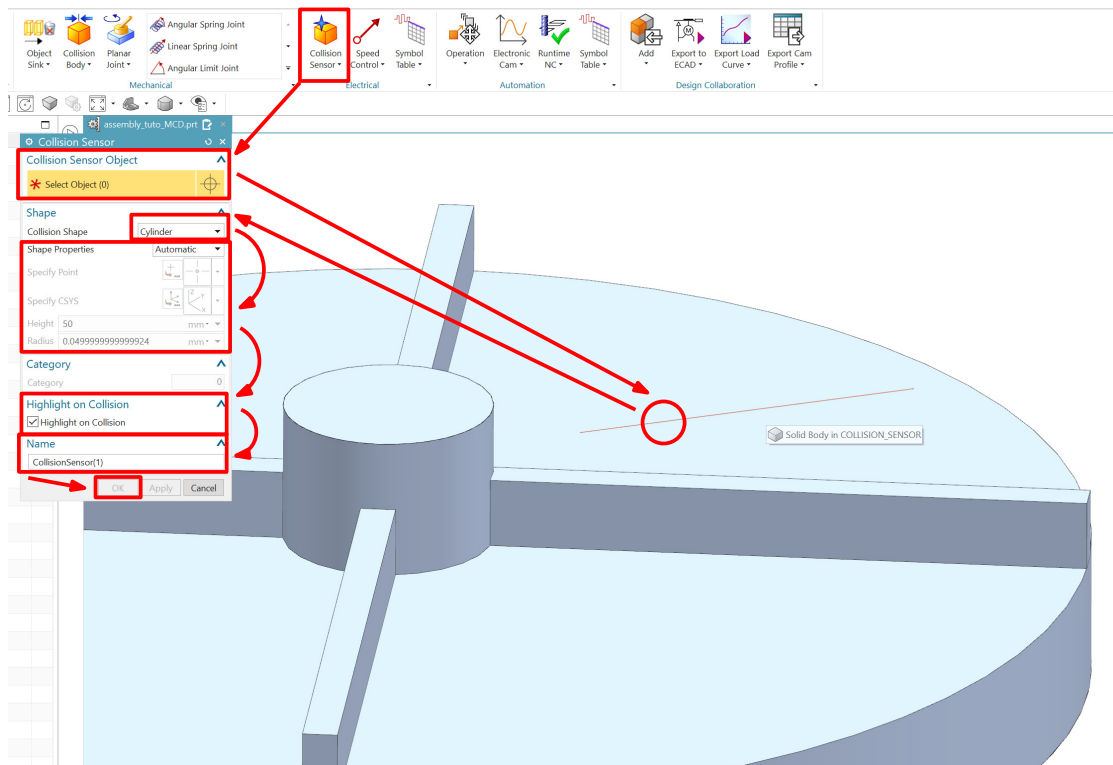 Angular Spring Joint
Linear Spring Joint
Angular Limit Joint
Object Sink
Collision Body
Planar Joint
Collision Sensor
Speed Control
Symbol Table
Operation
Electronic Cam
Runtime NC
Symbol Table
Add
Export to ECAD
Export Load Curve
Export Cam Profile
Mechanical
Electrical
Automation
Design Collaboration
assembly_tuto_MCD.prt
Collision Sensor
Collision Sensor Object
* Select Object (0)
Shape
Collision Shape Cylinder
Shape Properties Automatic
Specify Point
Specify CSYS
Z Y X
Height 50 mm
Radius 0.0499999999999924 mm
Category
Category 0
Highlight on Collision
Highlight on Collision
Name
CollisionSensor(1)
OK Apply Cancel
Solid Body in COLLISION_SENSOR